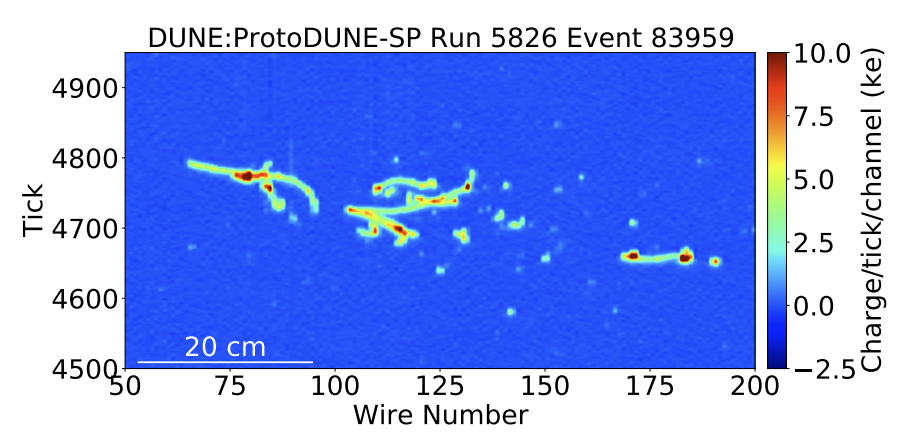 DUNE:ProtoDUNE-SP Run 5826 Event 83959
4900
4800
4700
4600
4500
Tick
20 cm
50 75 100 125 150 175 200
Wire Number
10.0
7.5
5.0
2.5
0.0
−2.5
Charge/tick/channel (ke)